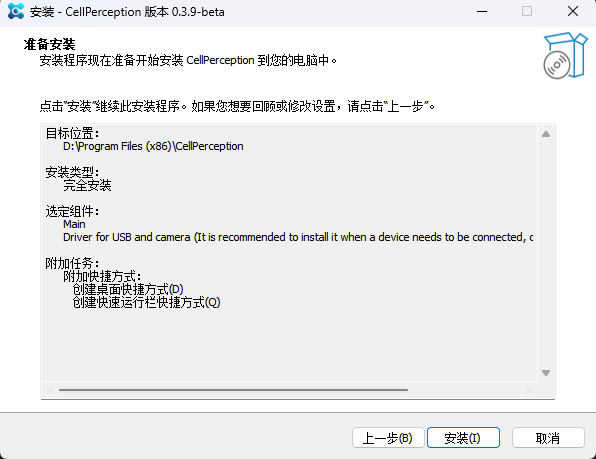 安装 - CellPerception 版本 0.3.9-beta
准备安装
安装程序现在准备开始安装 CellPerception 到您的电脑中。
点击“安装”继续此安装程序。如果您想要回顾或修改设置，请点击“上一步”。
目标位置：
D:\Program Files (x86)\CellPerception
安装类型：
完全安装
选定组件：
Main
Driver for USB and camera (It is recommended to install it when a device needs to be connected,
附加任务：
附加快捷方式：
创建桌面快捷方式(D)
创建快速运行栏快捷方式(Q)
上一步(B) 安装(I) 取消